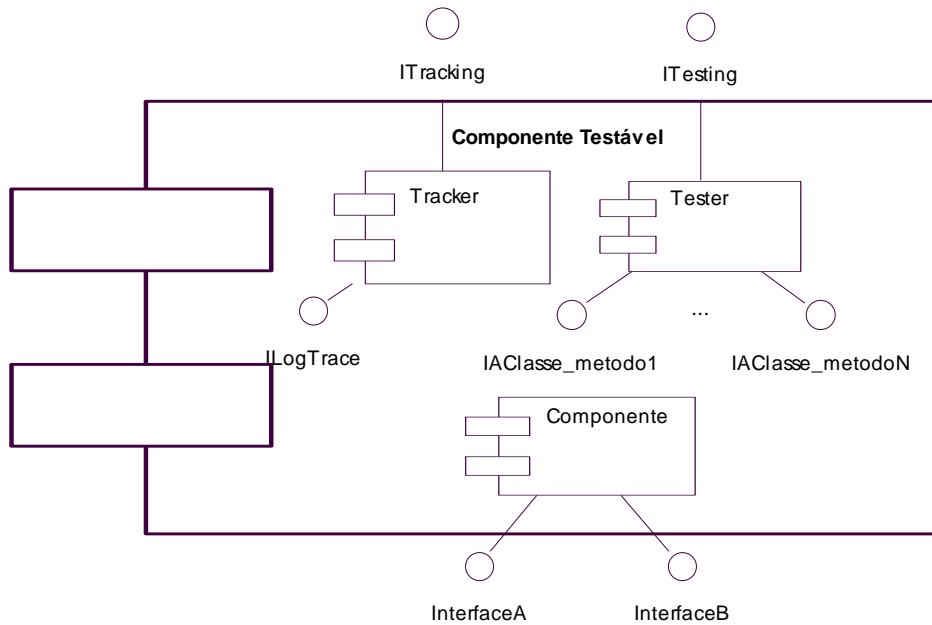 ITracking
ITesting
Componente Testável
Tracker
Tester
ILogTrace
IAClasse_metodo1
...
IAClasse_metodoN
Componente
InterfaceA
InterfaceB